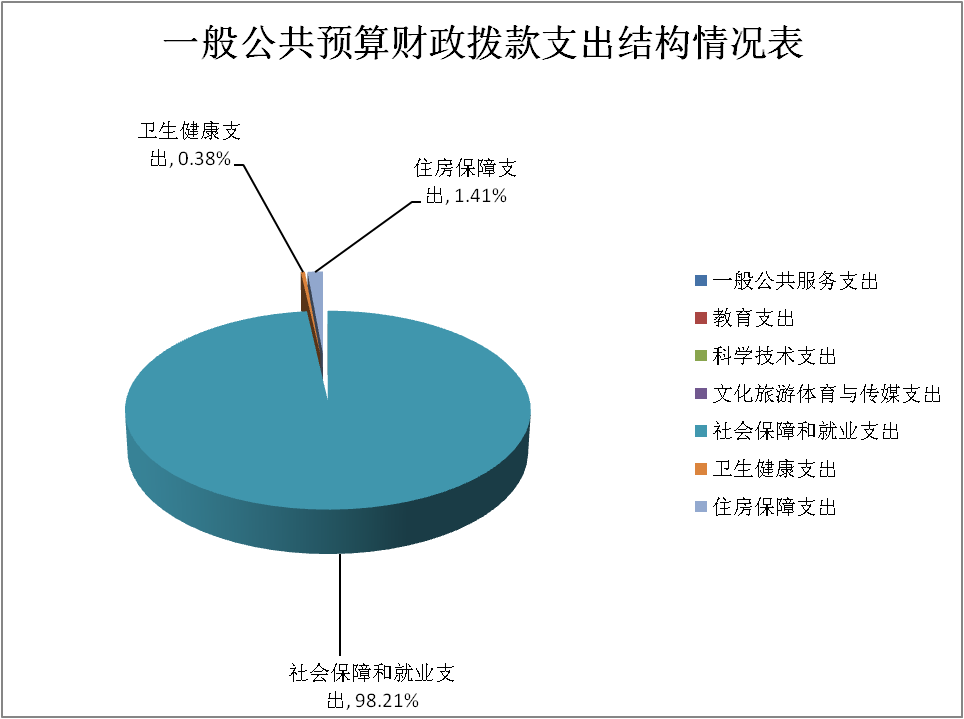 一般公共预算财政拨款支出结构情况表
卫生健康支
出, 0.38%
住房保障支
出, 1.41%
一般公共服务支出
教育支出
科学技术支出
文化旅游体育与传媒支出
社会保障和就业支出
卫生健康支出
住房保障支出
社会保障和就业支
出, 98.21%